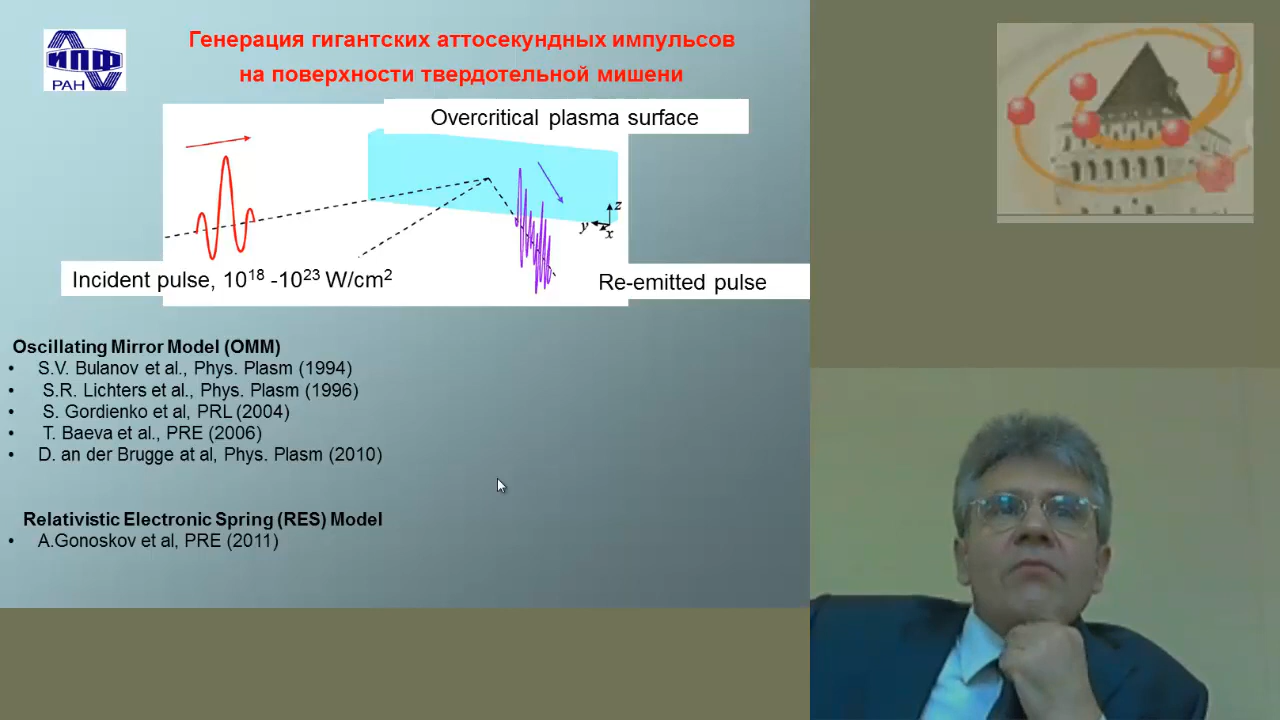 ИПФ
РАН
Генерация гигантских аттосекундных импульсов
на поверхности твердотельной мишени
Overcritical plasma surface
z
y
x
Incident pulse, 10¹⁸ -10²³ W/cm²
Re-emitted pulse
Oscillating Mirror Model (OMM)
• S.V. Bulanov et al., Phys. Plasm (1994)
• S.R. Lichters et al., Phys. Plasm (1996)
• S. Gordienko et al, PRL (2004)
• T. Baeva et al., PRE (2006)
• D. an der Brugge at al, Phys. Plasm (2010)
Relativistic Electronic Spring (RES) Model
• A.Gonoskov et al, PRE (2011)